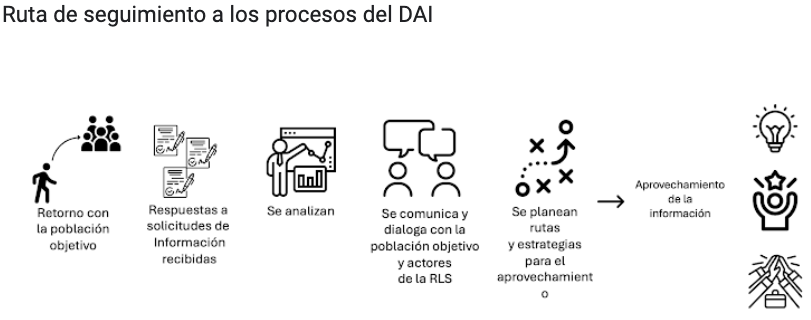 Ruta de seguimiento a los procesos del DAI
Retorno con
la población
objetivo
Respuestas a
solicitudes de
Información
recibidas
Se analizan
Se comunica y
dialoga con la
población objetivo
y actores
de la RLS
Se planean
rutas
y estrategias
para el
aprovechamient
o
Aprovechamiento
de la
información